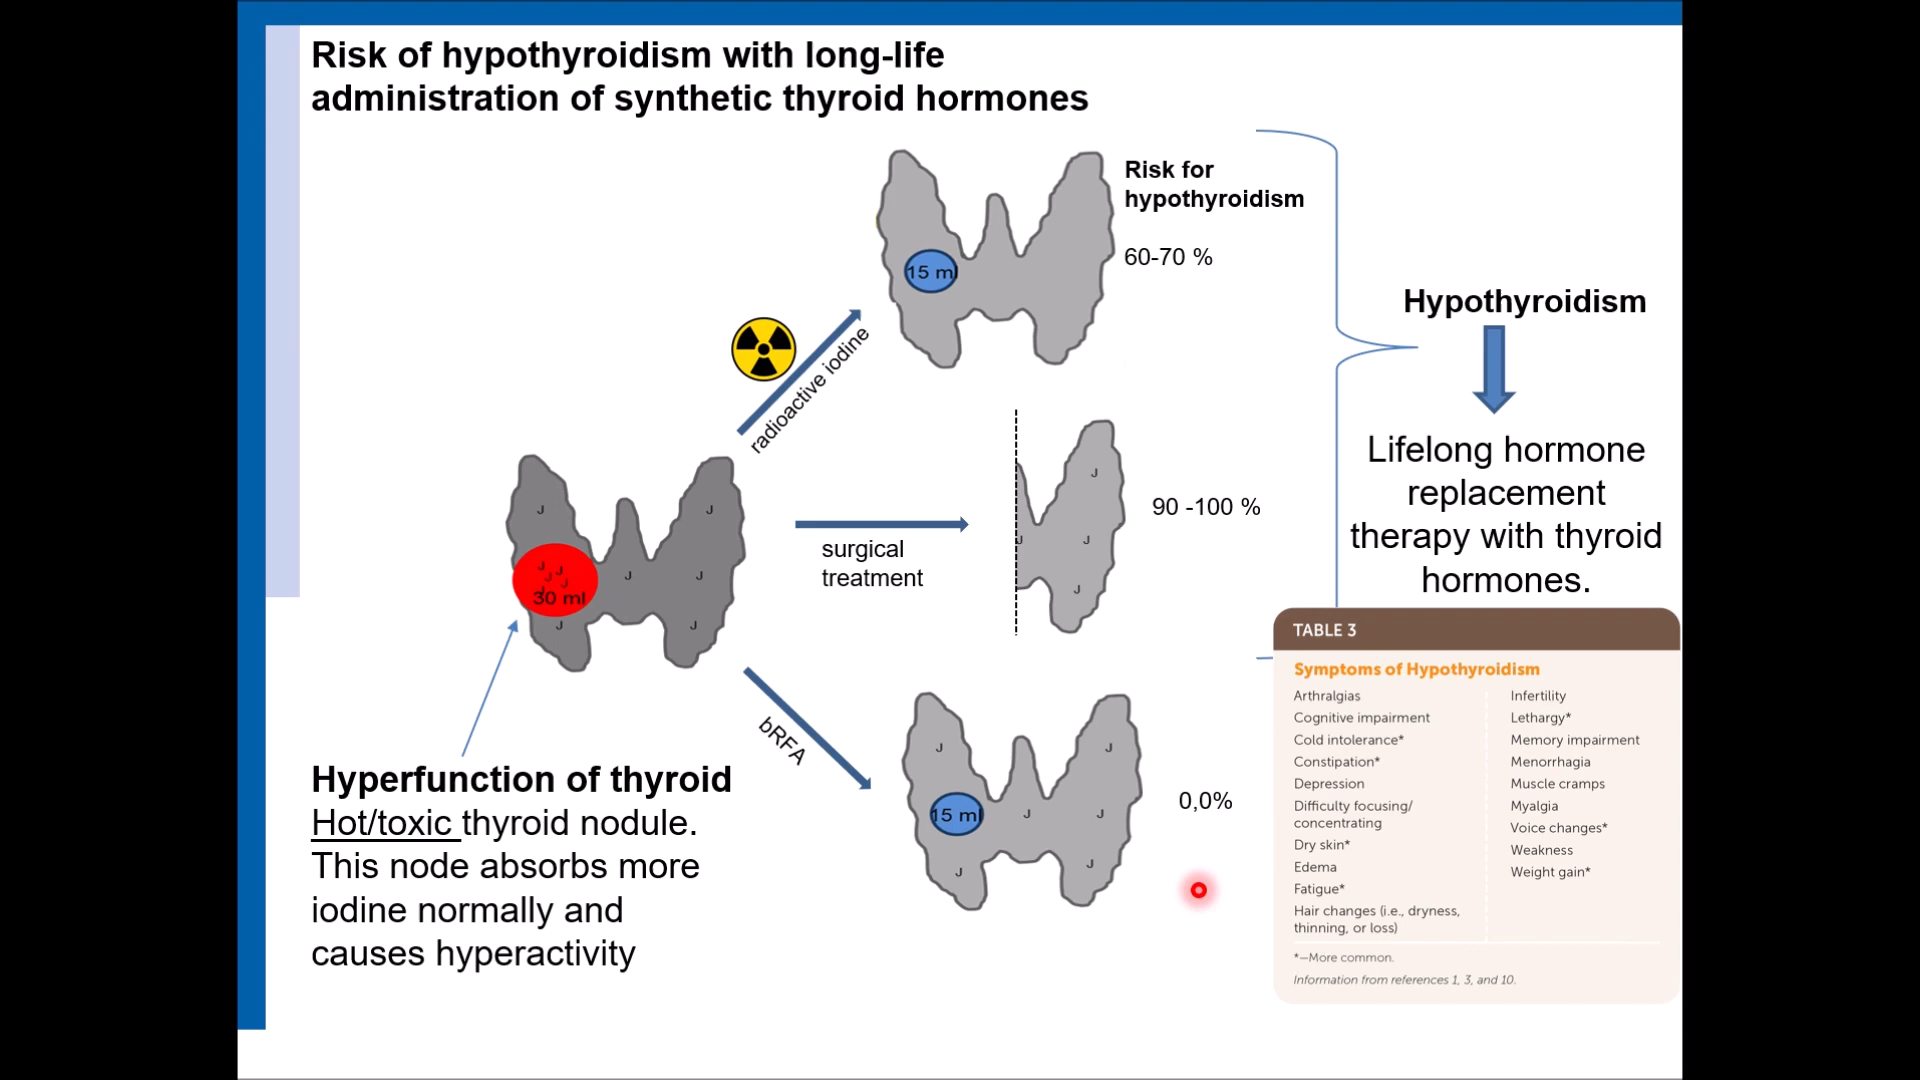 Risk of hypothyroidism with long-life
administration of synthetic thyroid hormones
Risk for
hypothyroidism
60-70 %
15 ml
radioactive iodine
Hypothyroidism
Lifelong hormone
replacement
therapy with thyroid
hormones.
J
J
J
J
J
J
J
J
J
J
J
30 ml
surgical
treatment
J
J
J
J
90 -100 %
bRFA
J
J
J
J
J
J
15 ml
0,0%
Hyperfunction of thyroid
Hot/toxic thyroid nodule.
This node absorbs more
iodine normally and
causes hyperactivity
TABLE 3
Symptoms of Hypothyroidism
Arthralgias
Cognitive impairment
Cold intolerance*
Constipation*
Depression
Difficulty focusing/
concentrating
Dry skin*
Edema
Fatigue*
Hair changes (i.e., dryness,
thinning, or loss)
Infertility
Lethargy*
Memory impairment
Menorrhagia
Muscle cramps
Myalgia
Voice changes*
Weakness
Weight gain*
*—More common.
Information from references 1, 3, and 10.